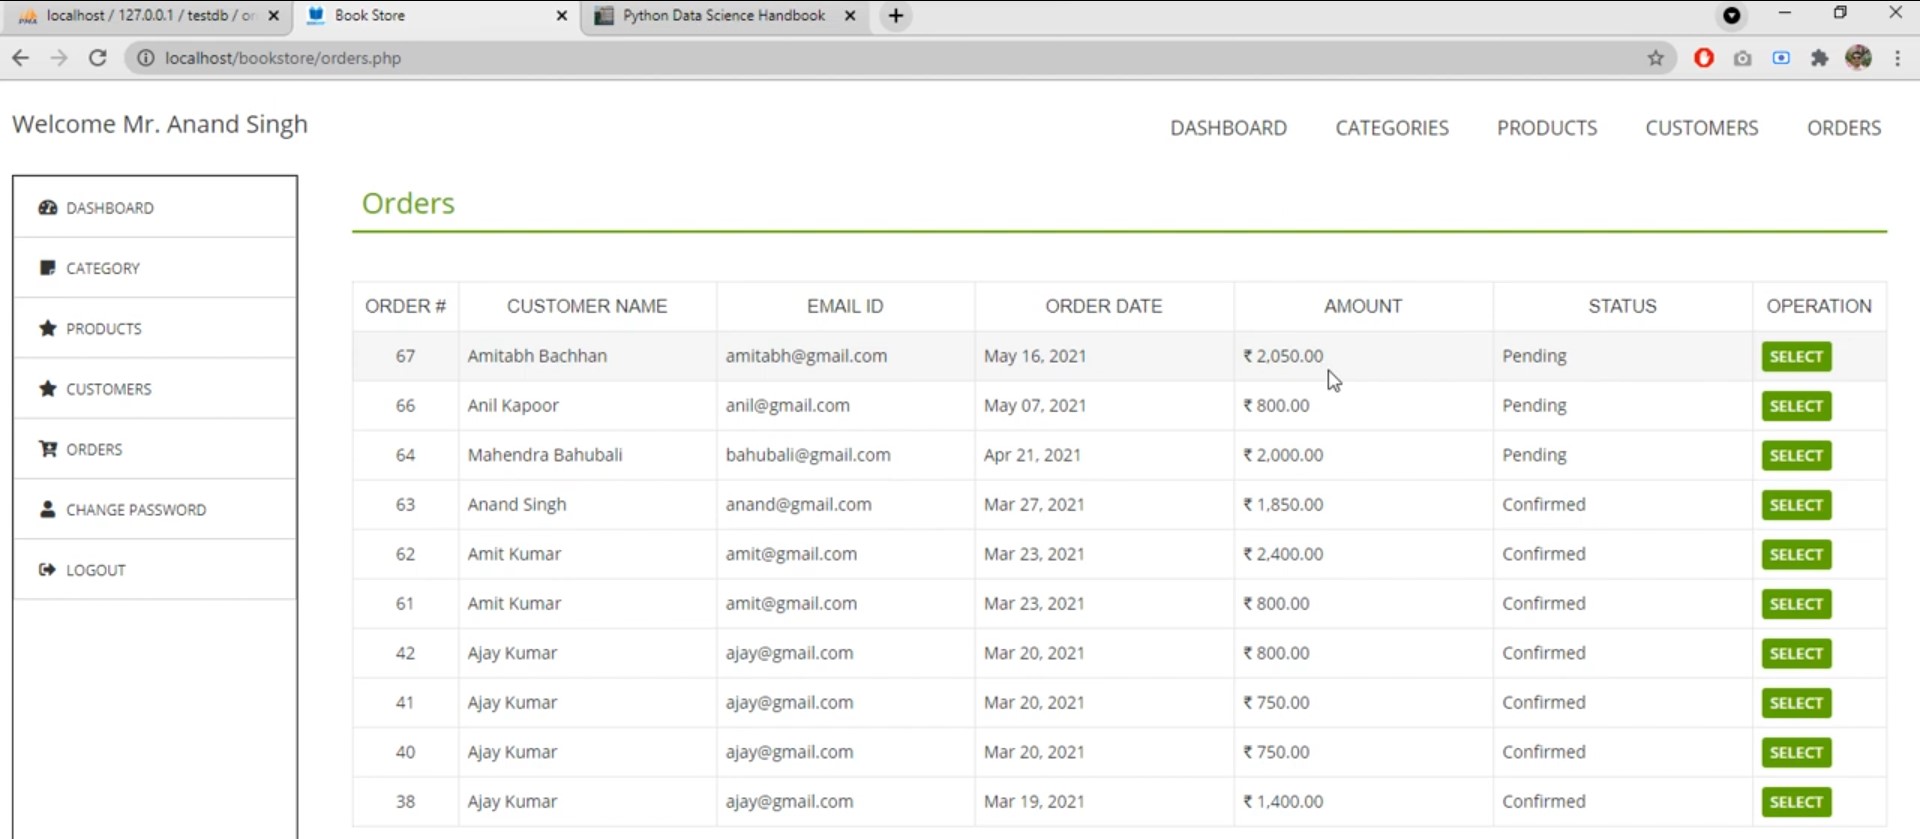 localhost / 127.0.0.1 / testdb / or
Book Store
Python Data Science Handbook
localhost/bookstore/orders.php
Welcome Mr. Anand Singh
DASHBOARD CATEGORIES PRODUCTS CUSTOMERS ORDERS
DASHBOARD
CATEGORY
PRODUCTS
CUSTOMERS
ORDERS
CHANGE PASSWORD
LOGOUT
Orders
ORDER # CUSTOMER NAME EMAIL ID ORDER DATE AMOUNT STATUS OPERATION
67 Amitabh Bachhan amitabh@gmail.com May 16, 2021 ₹ 2,050.00 Pending SELECT
66 Anil Kapoor anil@gmail.com May 07, 2021 ₹ 800.00 Pending SELECT
64 Mahendra Bahubali bahubali@gmail.com Apr 21, 2021 ₹ 2,000.00 Pending SELECT
63 Anand Singh anand@gmail.com Mar 27, 2021 ₹ 1,850.00 Confirmed SELECT
62 Amit Kumar amit@gmail.com Mar 23, 2021 ₹ 2,400.00 Confirmed SELECT
61 Amit Kumar amit@gmail.com Mar 23, 2021 ₹ 800.00 Confirmed SELECT
42 Ajay Kumar ajay@gmail.com Mar 20, 2021 ₹ 800.00 Confirmed SELECT
41 Ajay Kumar ajay@gmail.com Mar 20, 2021 ₹ 750.00 Confirmed SELECT
40 Ajay Kumar ajay@gmail.com Mar 20, 2021 ₹ 750.00 Confirmed SELECT
38 Ajay Kumar ajay@gmail.com Mar 19, 2021 ₹ 1,400.00 Confirmed SELECT